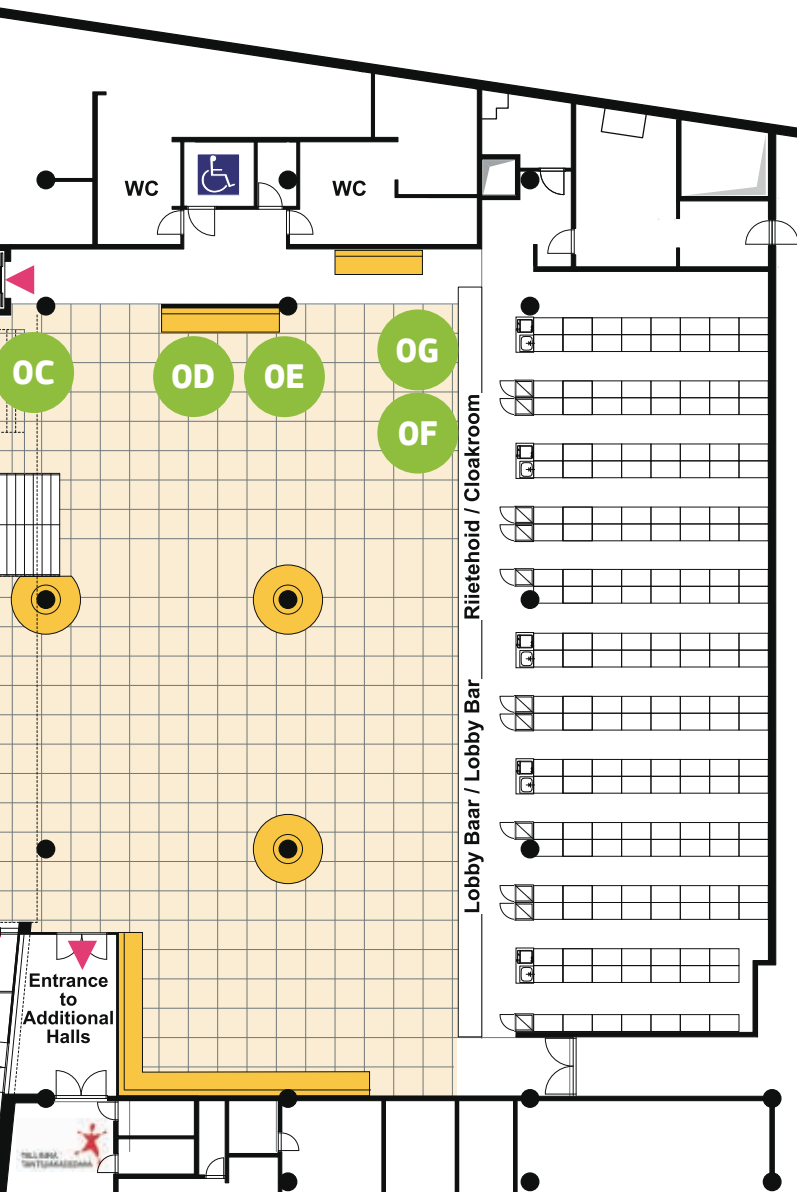 WC
WC
OC
OD
OE
OG
OF
Riietehoid / Cloakroom
Lobby Baar / Lobby Bar
Entrance
to
Additional
Halls